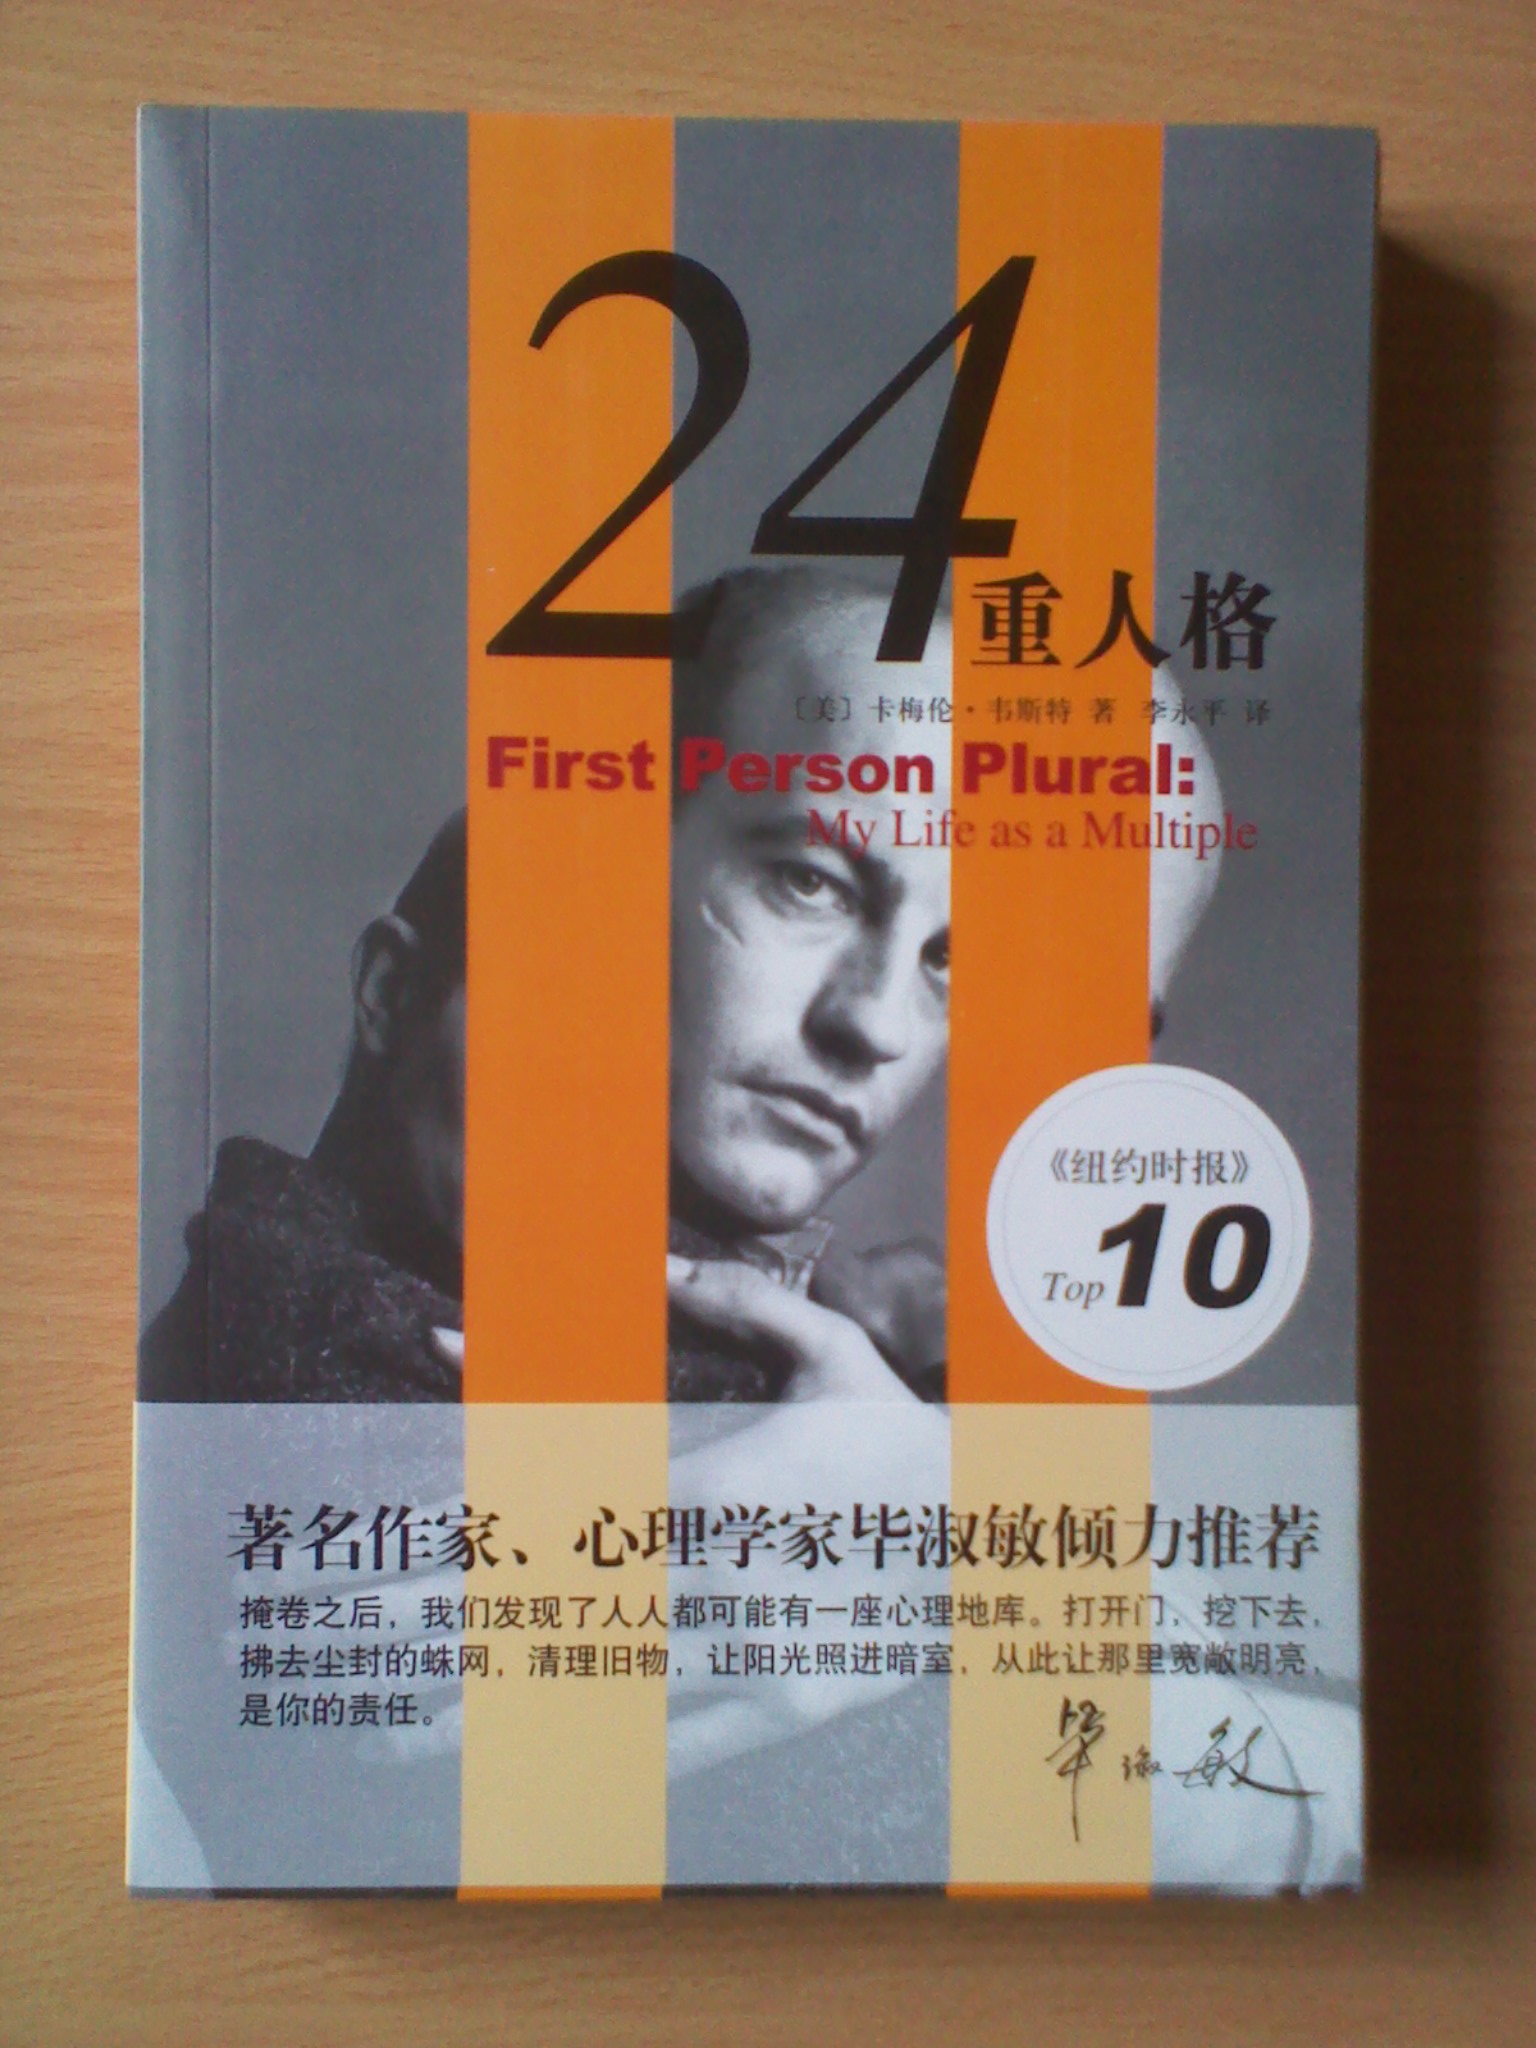 24重人格
〔美〕卡梅伦·韦斯特 著 李永平 译
First Person Plural:
My Life as a Multiple
《纽约时报》
Top 10
著名作家、心理学家毕淑敏倾力推荐
掩卷之后，我们发现了人人都可能有一座心理地库。打开门，挖下去，
拂去尘封的蛛网，清理旧物，让阳光照进暗室，从此让那里宽敞明亮，
是你的责任。
毕淑敏